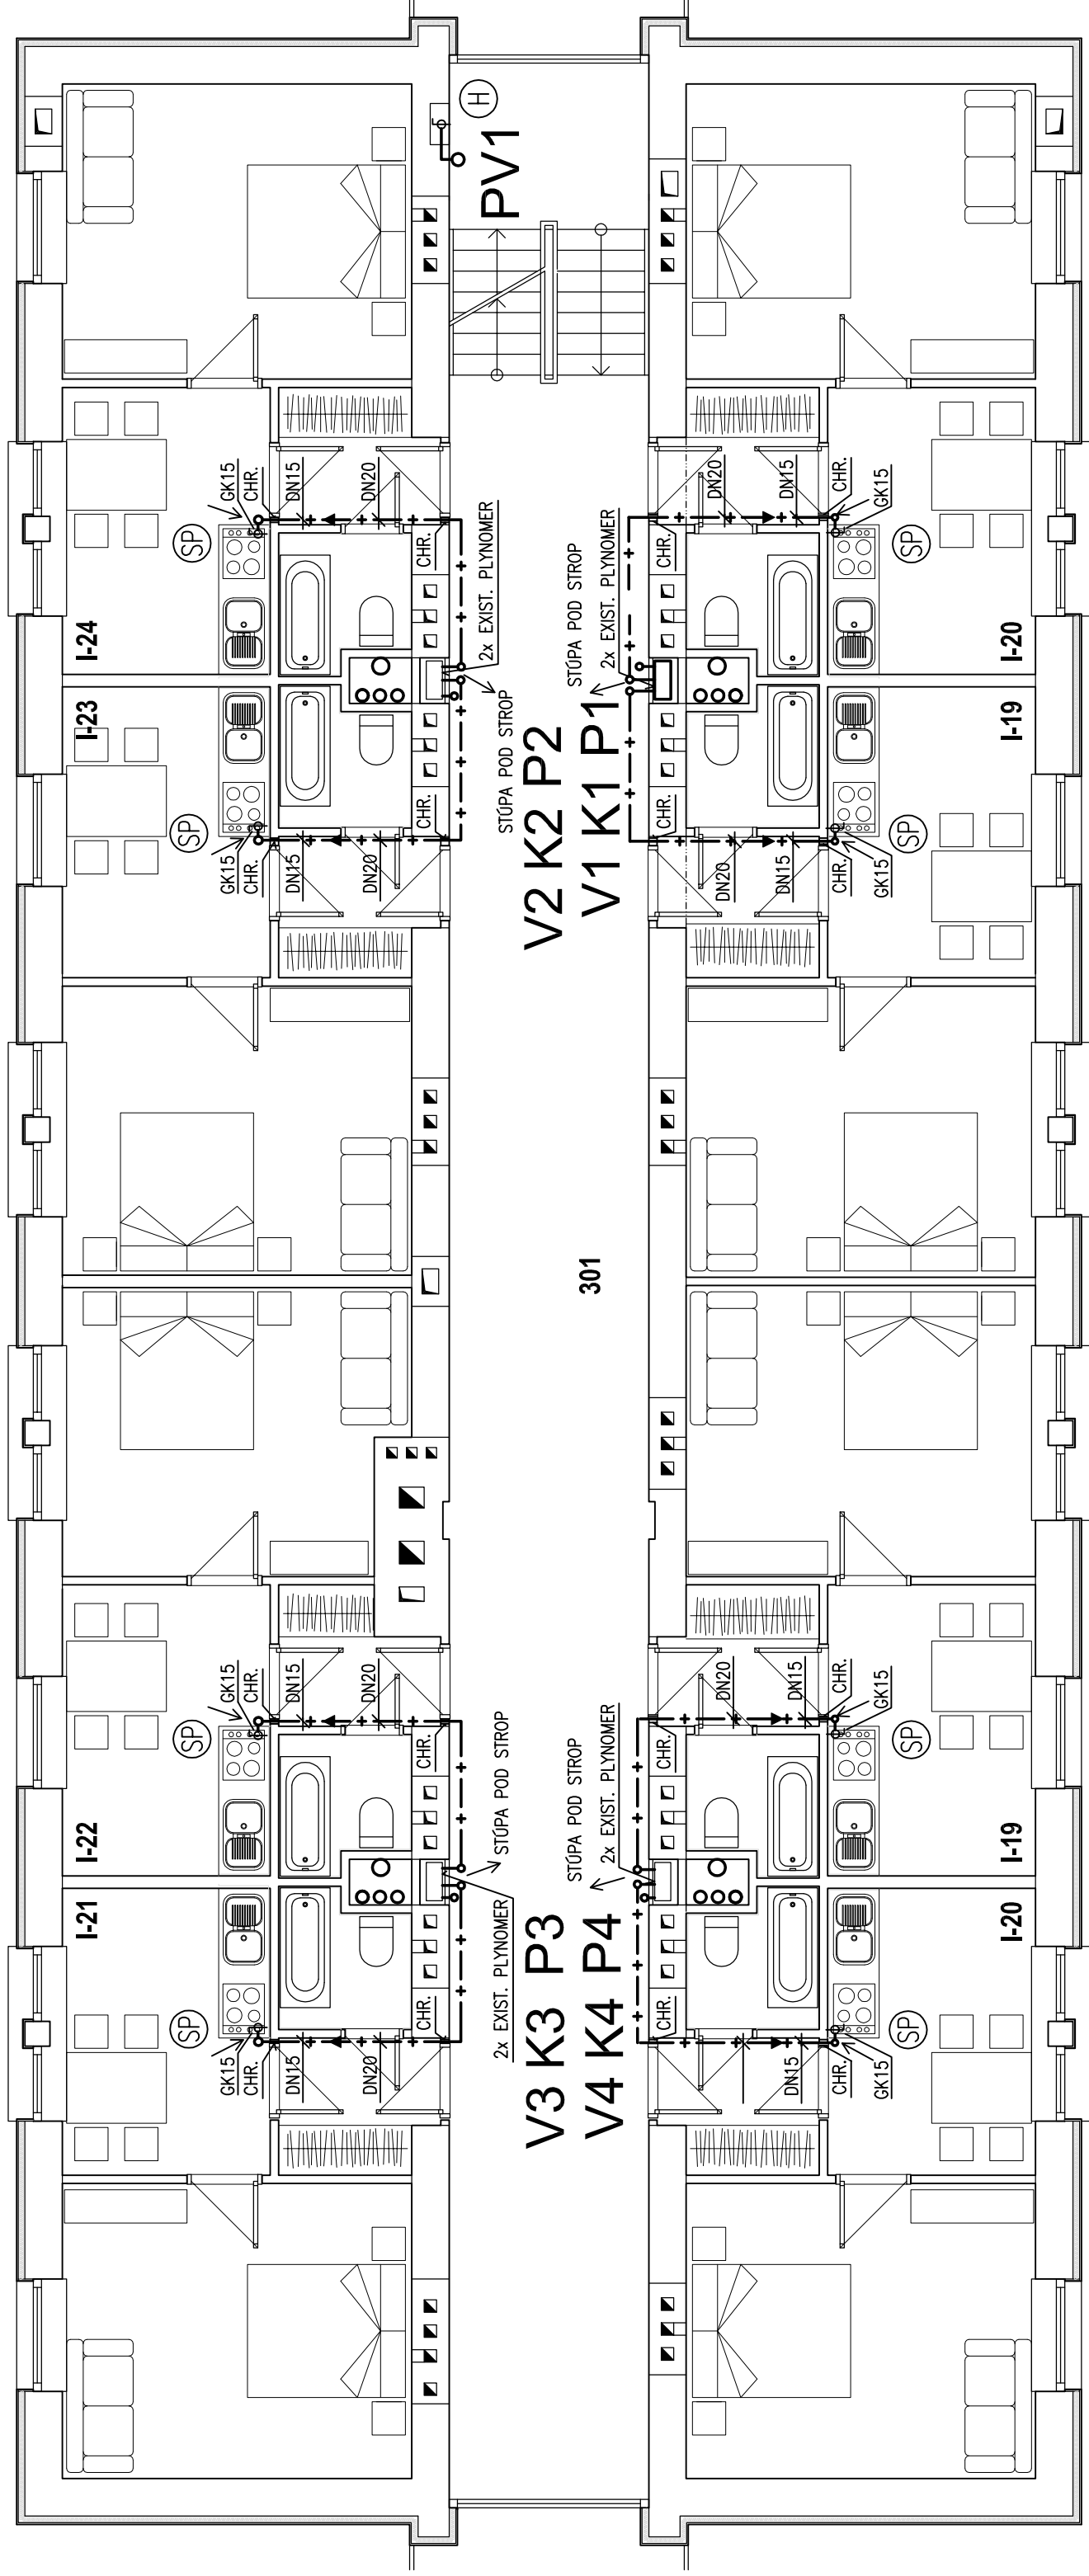 I-21
SP
GK15
CHR.
DN15
DN20
CHR.
I-22
SP
GK15
CHR.
DN15
DN20
CHR.
I-23
SP
GK15
CHR.
DN15
DN20
CHR.
I-24
SP
GK15
CHR.
DN15
DN20
CHR.
2x EXIST. PLYNOMER
STÚPA POD STROP
V3 K3 P3
V4 K4 P4
STÚPA POD STROP
2x EXIST. PLYNOMER
301
2x EXIST. PLYNOMER
STÚPA POD STROP
V2 K2 P2
V1 K1 P1
STÚPA POD STROP
2x EXIST. PLYNOMER
H
PV1
CHR.
DN15
CHR.
GK15
SP
I-20
CHR.
DN20
DN15
CHR.
GK15
SP
I-19
CHR.
DN20
DN15
CHR.
GK15
SP
I-19
CHR.
DN20
DN15
CHR.
GK15
SP
I-20